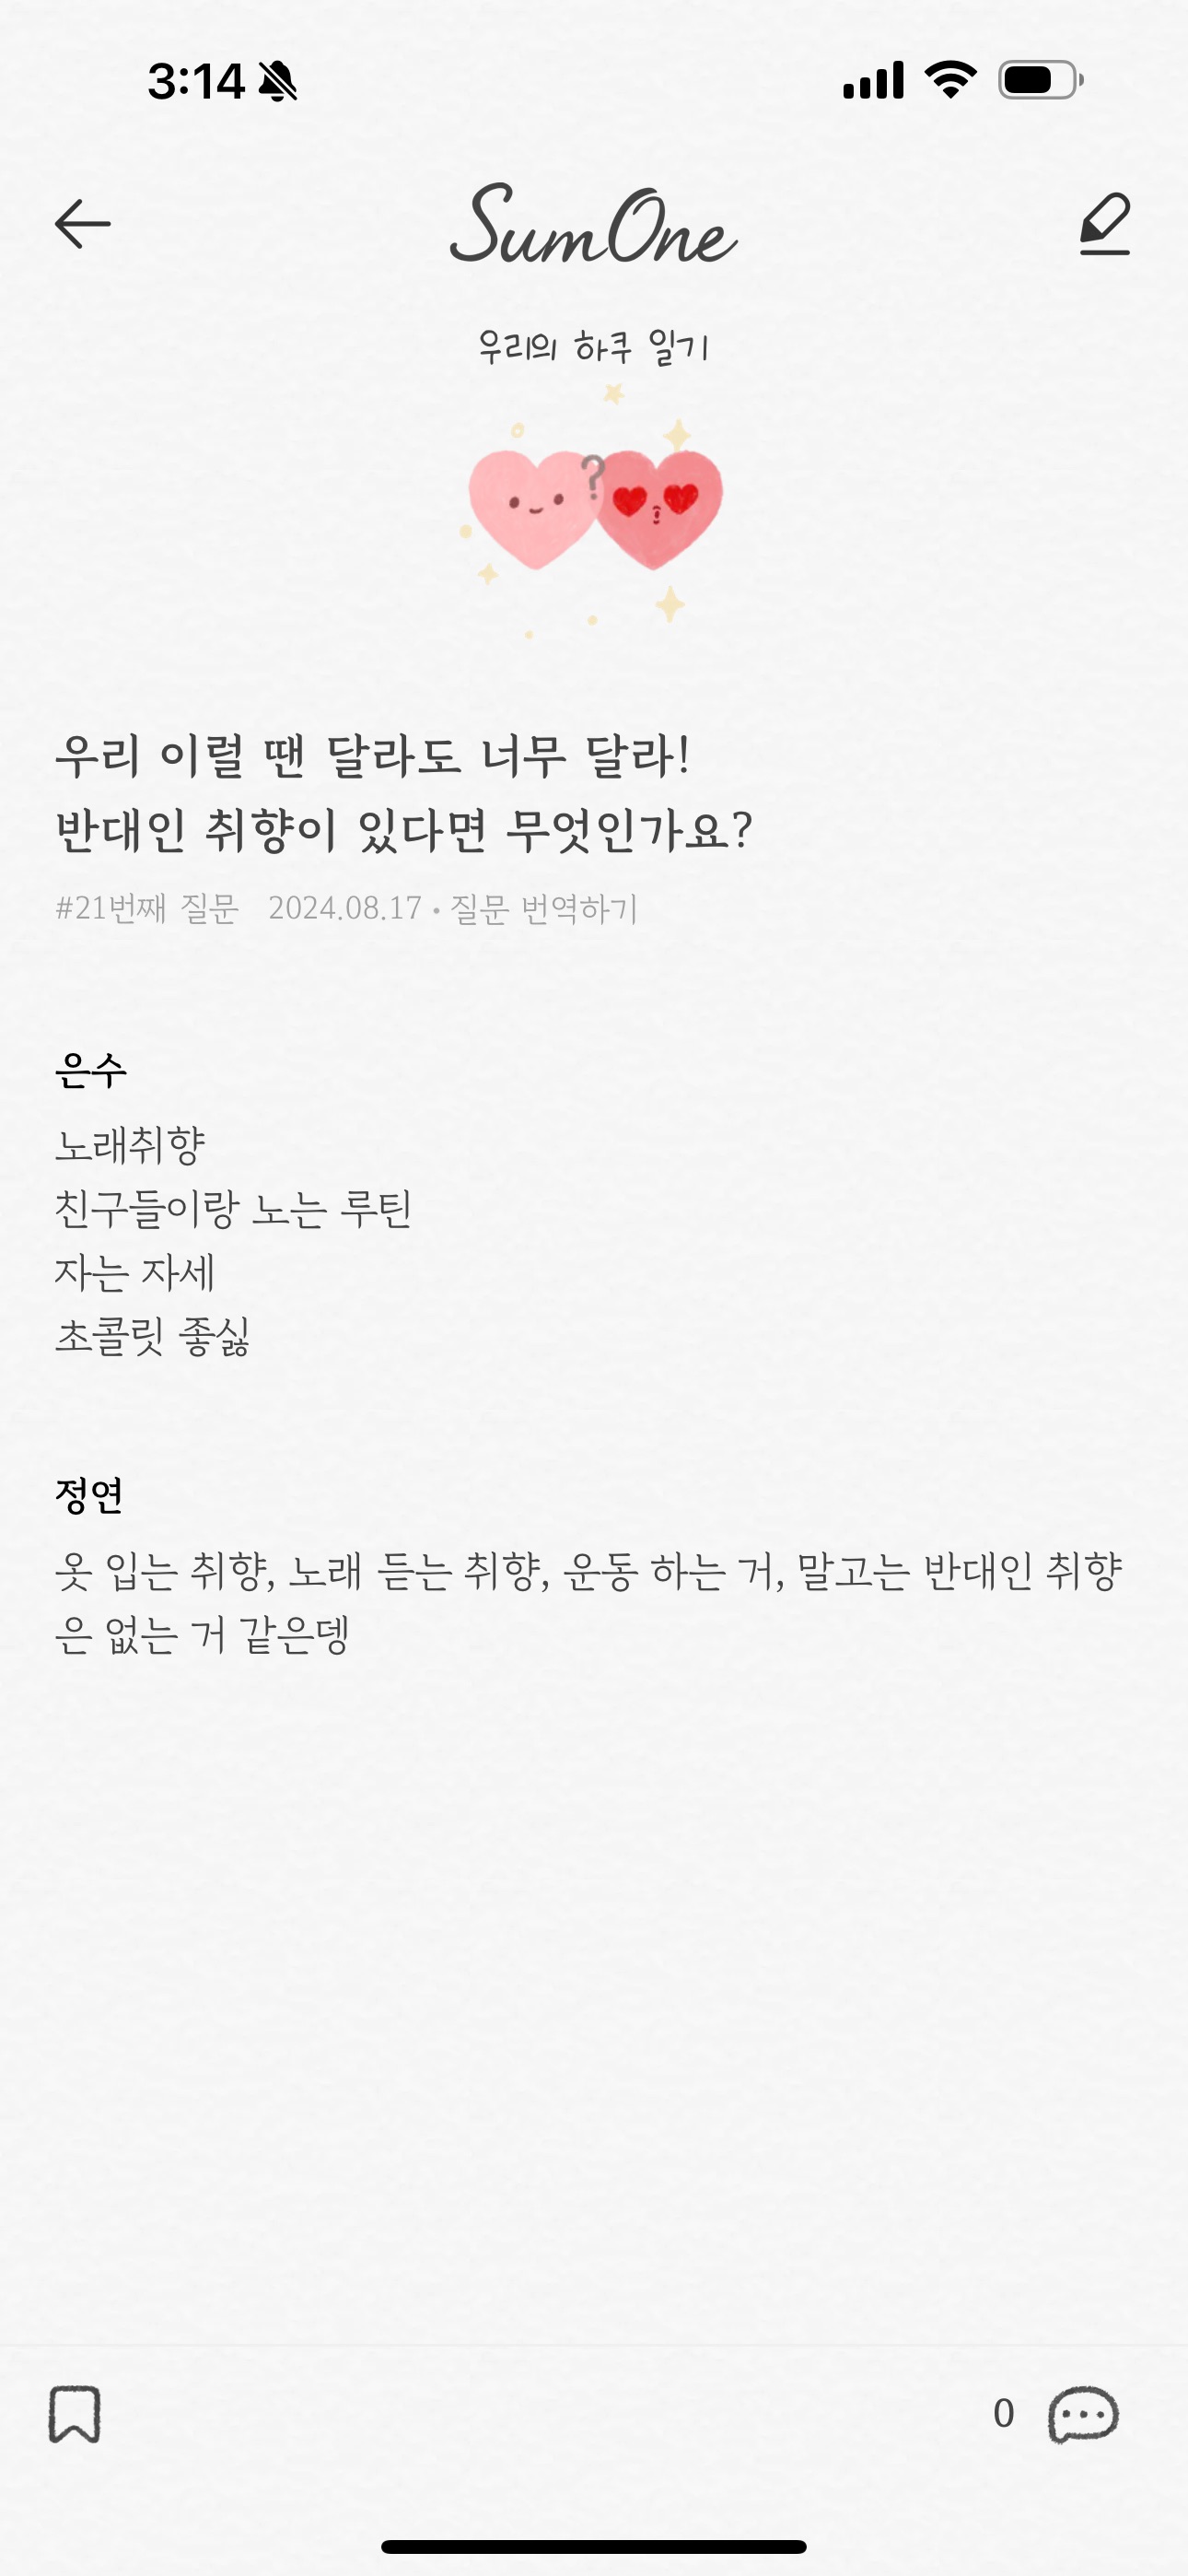 3:14
SumOne
우리의 하쿠 일기
?
우리 이럴 땐 달라도 너무 달라!
반대인 취향이 있다면 무엇인가요?
#21번째 질문 2024.08.17 • 질문 번역하기
은수
노래취향
친구들이랑 노는 루틴
자는 자세
초콜릿 좋싫
정연
옷 입는 취향, 노래 듣는 취향, 운동 하는 거, 말고는 반대인 취향
은 없는 거 같은뎅
0